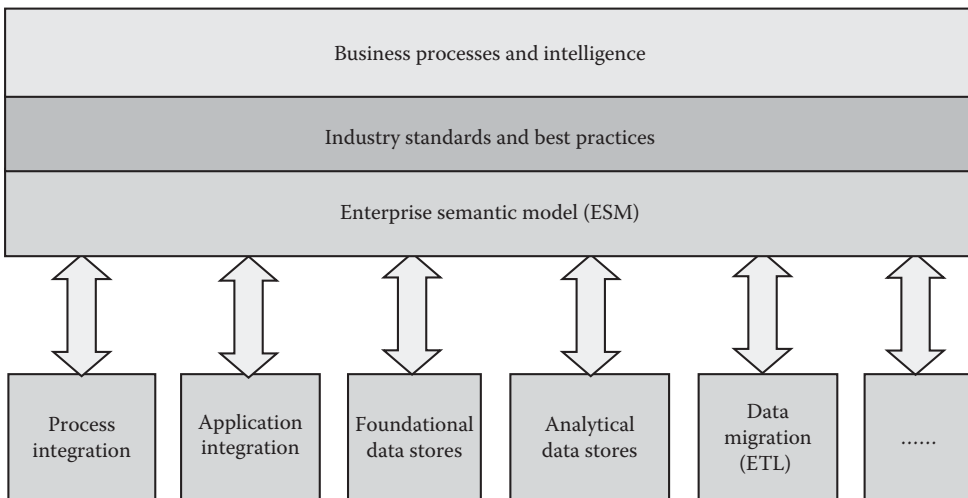 Business processes and intelligence
Industry standards and best practices
Enterprise semantic model (ESM)
Process
integration
Application
integration
Foundational
data stores
Analytical
data stores
Data
migration
(ETL)
......